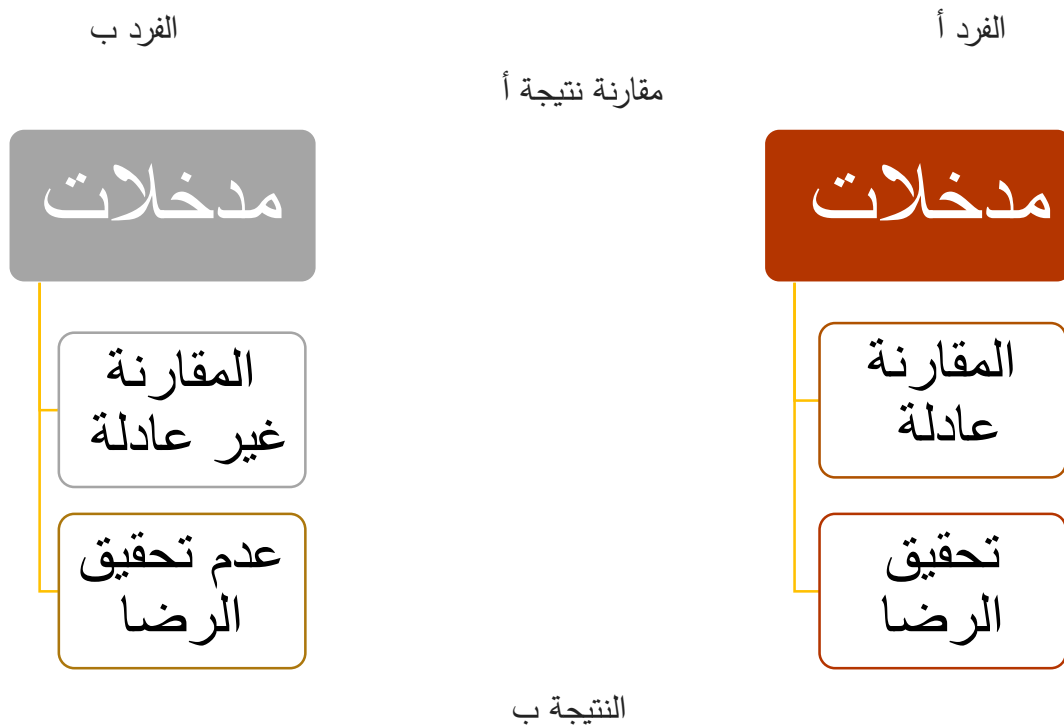 الفرد أ
الفرد ب
مقارنة نتيجة أ
مدخلات
المقارنة
عادلة
تحقيق
الرضا
مدخلات
المقارنة
غير عادلة
عدم تحقيق
الرضا
النتيجة ب